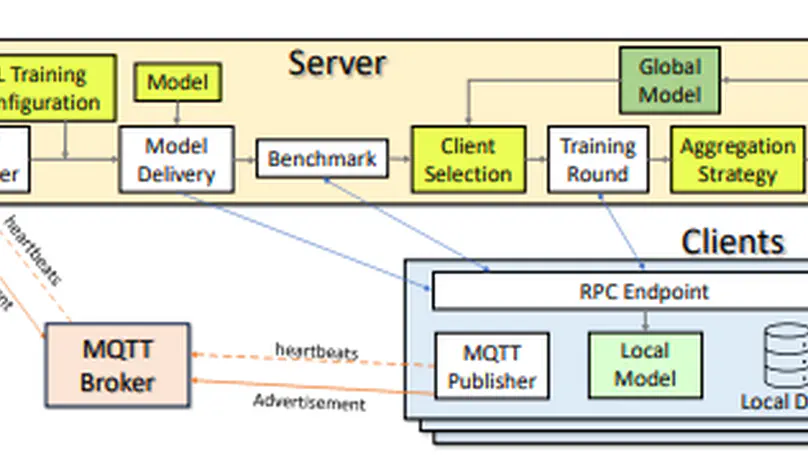 Server
L Training
nfiguration
Model
Global
Model
er
Model
Delivery
Benchmark
Client
Selection
Training
Round
Aggregation
Strategy
heartbeats
nt
Clients
RPC Endpoint
MQTT
Broker
heartbeats
Advertisement
MQTT
Publisher
Local
Model
Local D